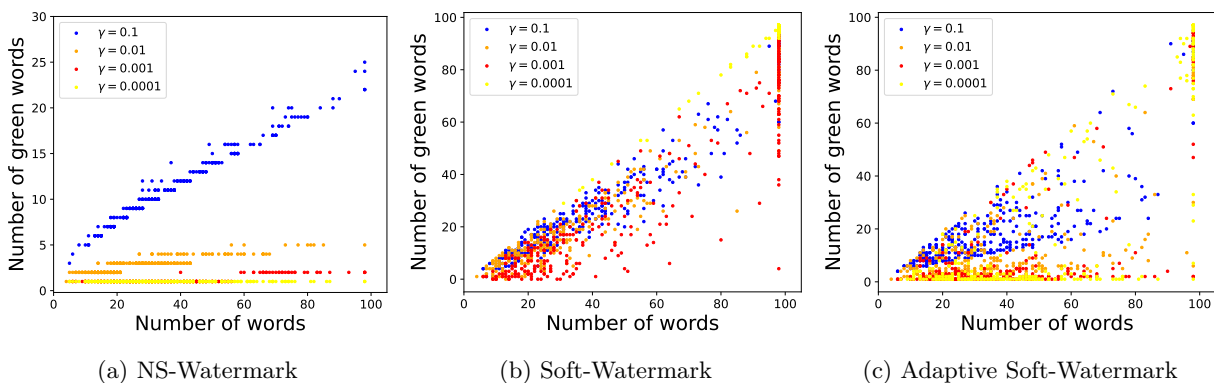 30
25
20
15
10
5
0
Number of green words
γ = 0.1
γ = 0.01
γ = 0.001
γ = 0.0001
20 40 60 80 100
Number of words
(a) NS-Watermark
100
80
60
40
20
0
Number of green words
γ = 0.1
γ = 0.01
γ = 0.001
γ = 0.0001
0 20 40 60 80 100
Number of words
(b) Soft-Watermark
100
80
60
40
20
0
Number of green words
γ = 0.1
γ = 0.01
γ = 0.001
γ = 0.0001
0 20 40 60 80 100
Number of words
(c) Adaptive Soft-Watermark